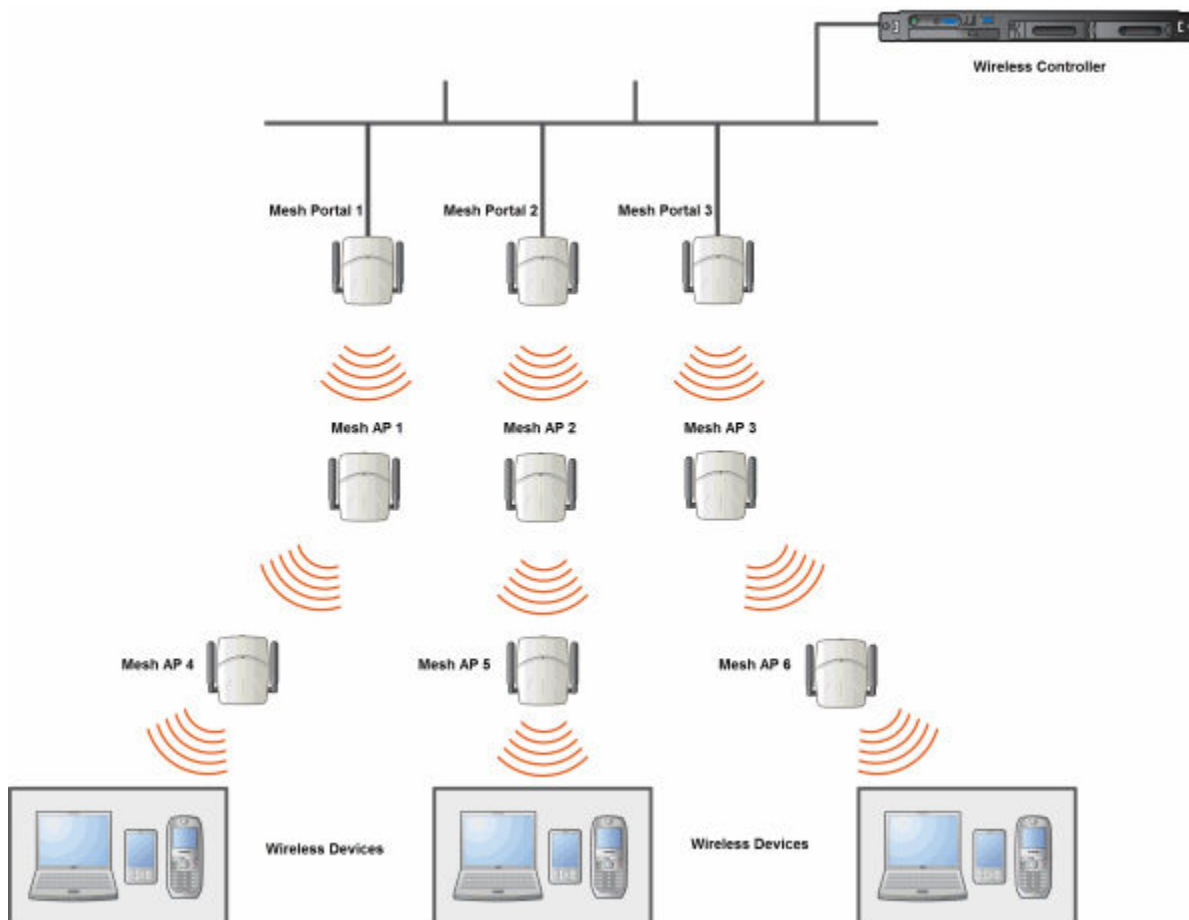 Wireless Controller
Mesh Portal 1
Mesh Portal 2
Mesh Portal 3
Mesh AP 1
Mesh AP 2
Mesh AP 3
Mesh AP 4
Mesh AP 5
Mesh AP 6
Wireless Devices
Wireless Devices